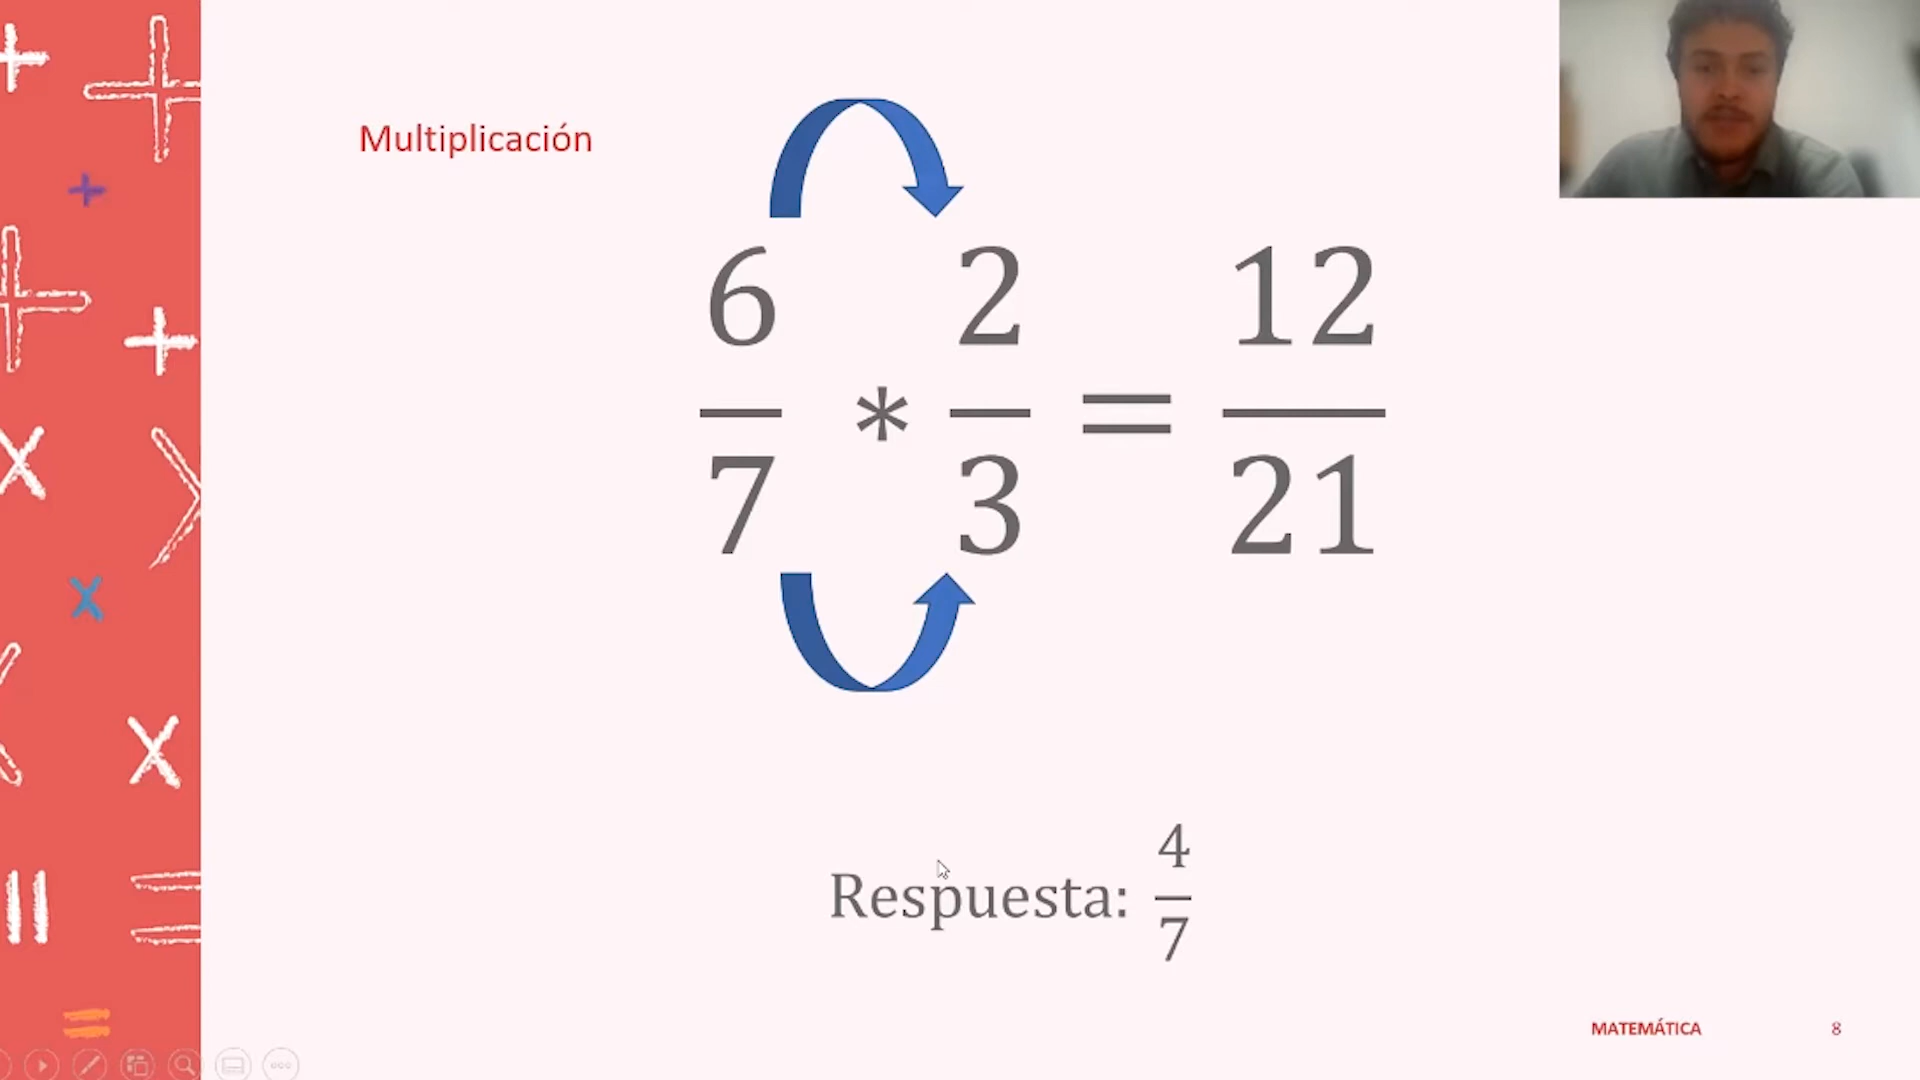 Multiplicación
6/7 * 2/3 = 12/21
Respuesta: 4/7
MATEMÁTICA 8